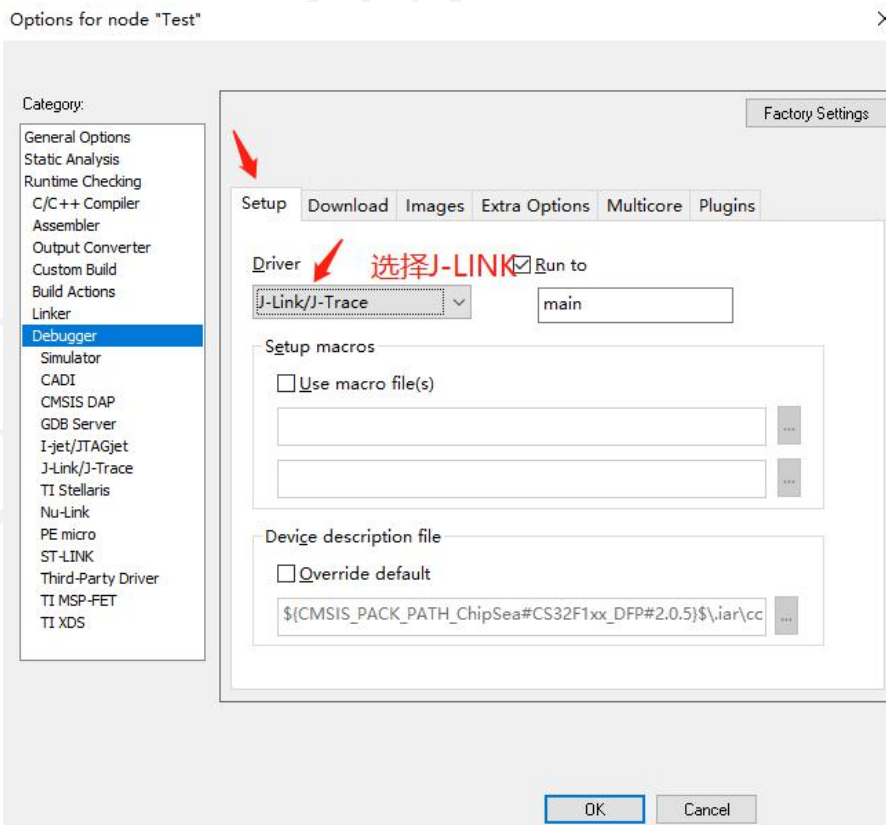 Options for node "Test"
Category:
Factory Settings
General Options
Static Analysis
Runtime Checking
C/C++ Compiler
Assembler
Output Converter
Custom Build
Build Actions
Linker
Debugger
Simulator
CADI
CMSIS DAP
GDB Server
I-jet/JTAGjet
J-Link/J-Trace
TI Stellaris
Nu-Link
PE micro
ST-LINK
Third-Party Driver
TI MSP-FET
TI XDS
Setup Download Images Extra Options Multicore Plugins
Driver 选择J-LINK Run to
J-Link/J-Trace main
Setup macros
Use macro file(s)
...
...
Device description file
Override default
${CMSIS_PACK_PATH_ChipSea#CS32F1xx_DFP#2.0.5}$\.iar\cc ...
OK Cancel